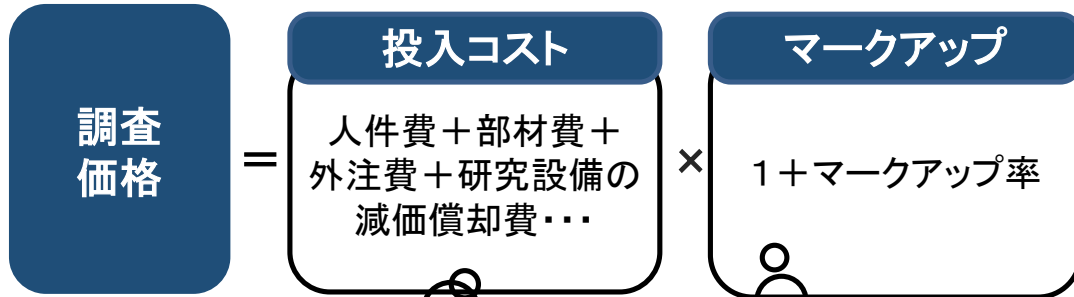 調査
価格
＝
投入コスト
人件費＋部材費＋
外注費＋研究設備の
減価償却費・・・
×
マークアップ
１＋マークアップ率